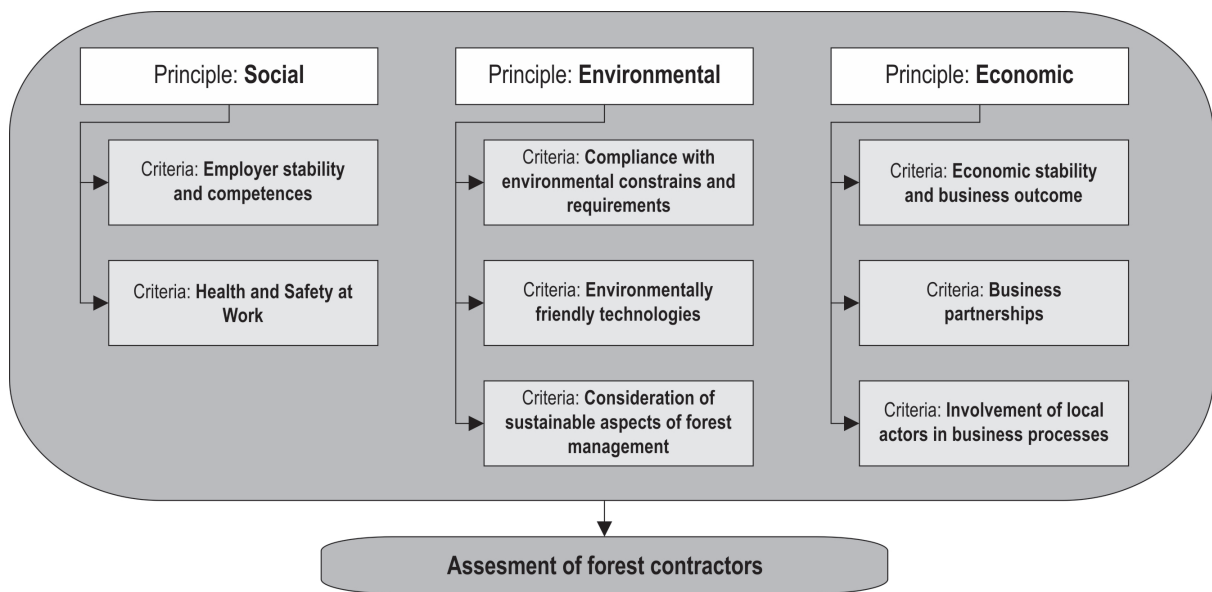 Principle: Social
Criteria: Employer stability
and competences
Criteria: Health and Safety at
Work
Principle: Environmental
Criteria: Compliance with
environmental constrains and
requirements
Criteria: Environmentally
friendly technologies
Criteria: Consideration of
sustainable aspects of forest
management
Principle: Economic
Criteria: Economic stability
and business outcome
Criteria: Business
partnerships
Criteria: Involvement of local
actors in business processes
Assesment of forest contractors